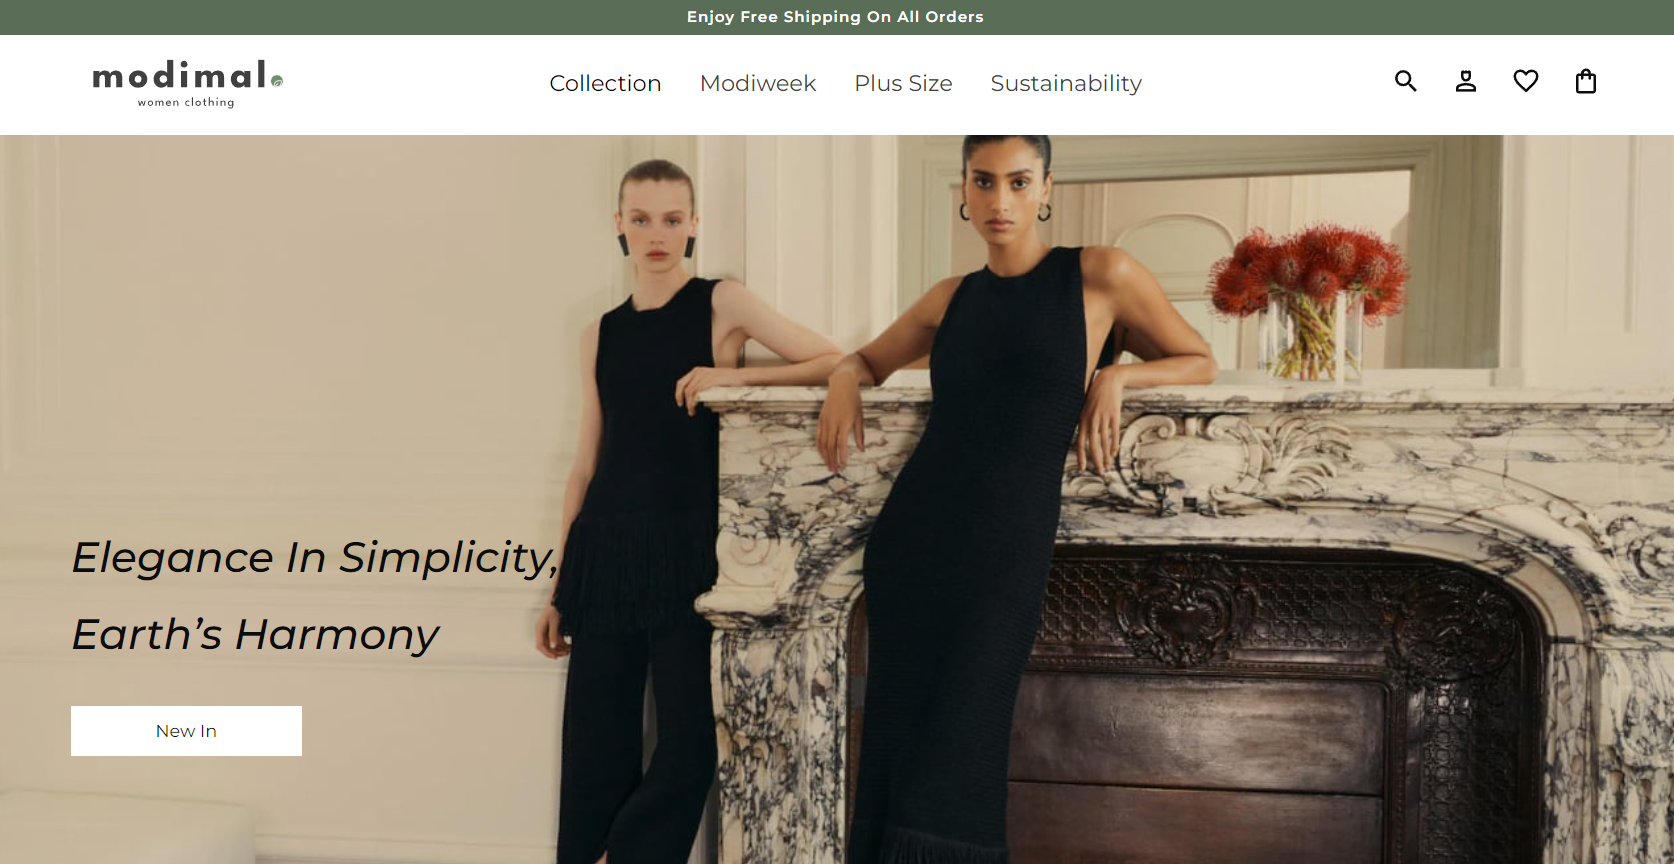 Enjoy Free Shipping On All Orders
modimal
women clothing
Collection Modiweek Plus Size Sustainability
Elegance In Simplicity,
Earth’s Harmony
New In